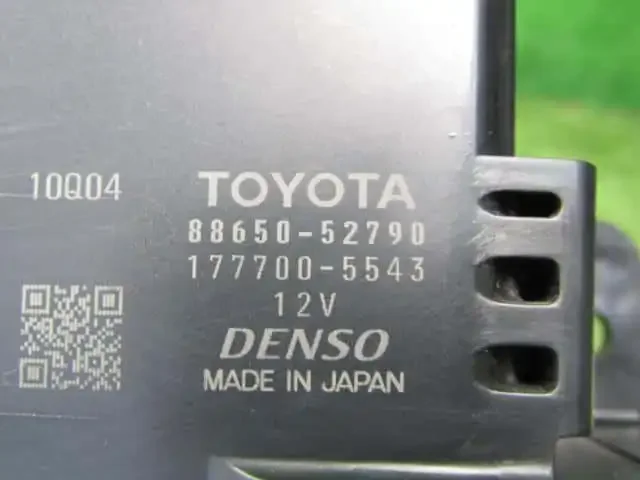 10Q04
TOYOTA
88650-52790
177700-5543
12V
DENSO
MADE IN JAPAN